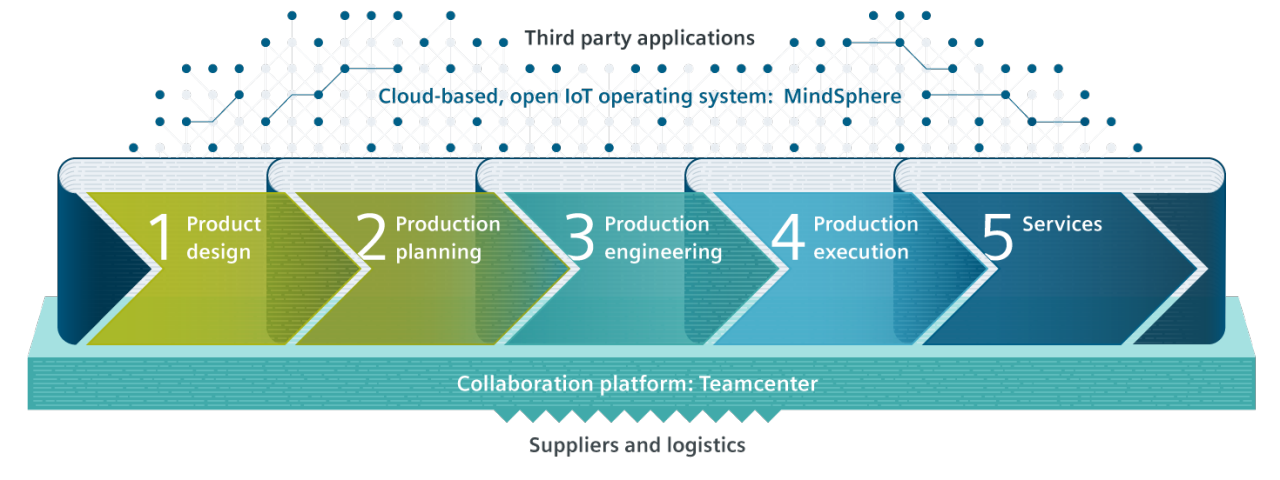 Third party applications
Cloud-based, open IoT operating system: MindSphere
1 Product design
2 Production planning
3 Production engineering
4 Production execution
5 Services
Collaboration platform: Teamcenter
Suppliers and logistics